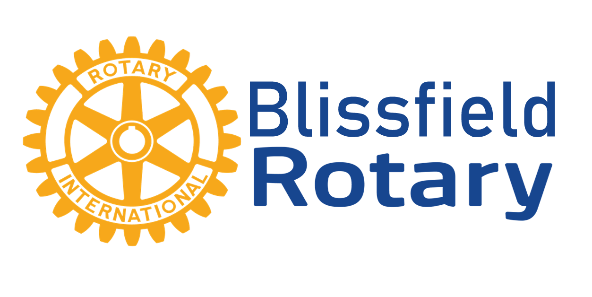 ROTARY
INTERNATIONAL
Blissfield
Rotary